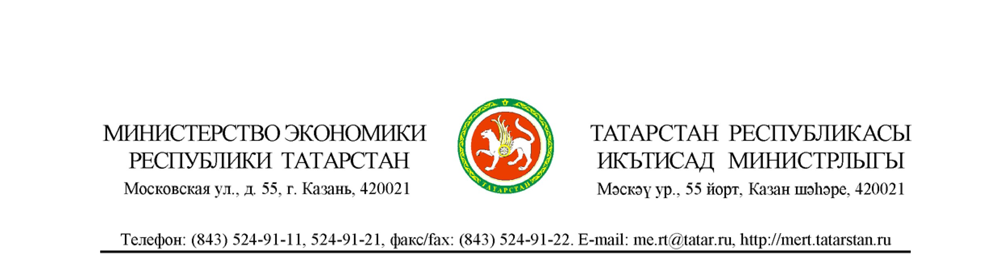 МИНИСТЕРСТВО ЭКОНОМИКИ
РЕСПУБЛИКИ ТАТАРСТАН
Московская ул., д. 55, г. Казань, 420021
ТАТАРСТАН
ТАТАРСТАН РЕСПУБЛИКАСЫ
ИКЪТИСАД МИНИСТРЛЫГЫ
Мәскәү ур., 55 йорт, Казан шәһәре, 420021
Телефон: (843) 524-91-11, 524-91-21, факс/fax: (843) 524-91-22. E-mail: me.rt@tatar.ru, http://mert.tatarstan.ru